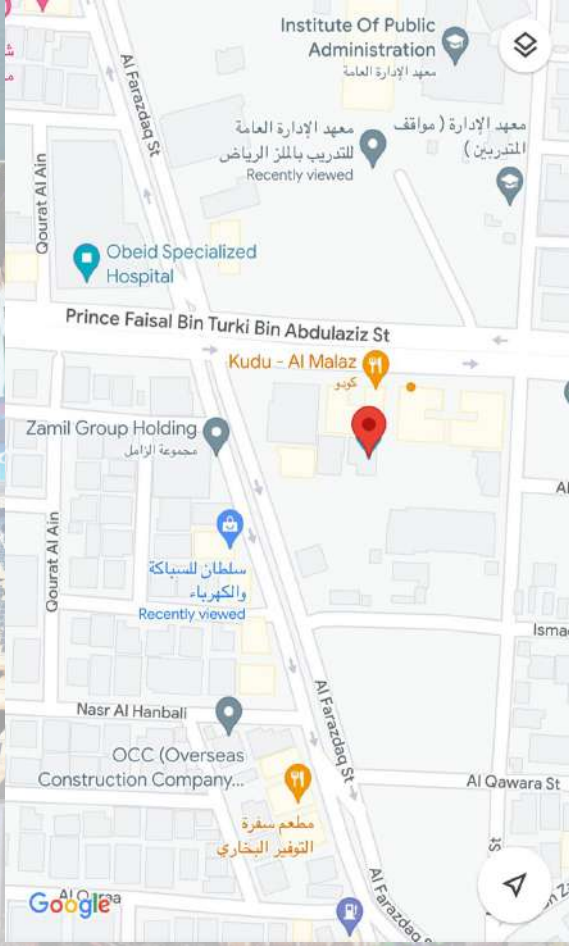 Institute Of Public
Administration
معهد الإدارة العامة
Al Farazdaq St
معهد الإدارة العامة
للتدريب بالملز الرياض
Recently viewed
معهد الإدارة ( مواقف
المتدربين )
Qourat Al Ain
Obeid Specialized
Hospital
Prince Faisal Bin Turki Bin Abdulaziz St
Kudu - Al Malaz
كودو
Zamil Group Holding
مجموعة الزامل
Al
Qourat Al Ain
سلطان للسباكة
والكهرباء
Recently viewed
Isma
Nasr Al Hanbali
Al Farazdaq St
OCC (Overseas
Construction Company...
Al Qawara St
مطعم سفرة
التوفير البخاري
St
Al Farazdaq S
Google